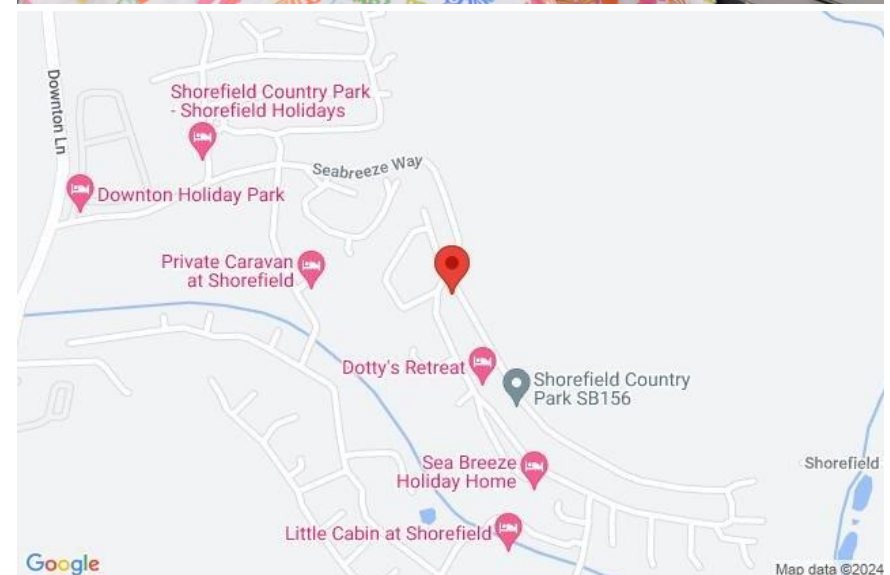 Downton Ln
Shorefield Country Park
- Shorefield Holidays
Seabreeze Way
Downton Holiday Park
Private Caravan
at Shorefield
Dotty's Retreat
Shorefield Country
Park SB156
Sea Breeze
Holiday Home
Shorefield
Little Cabin at Shorefield
Google
Map data ©2024